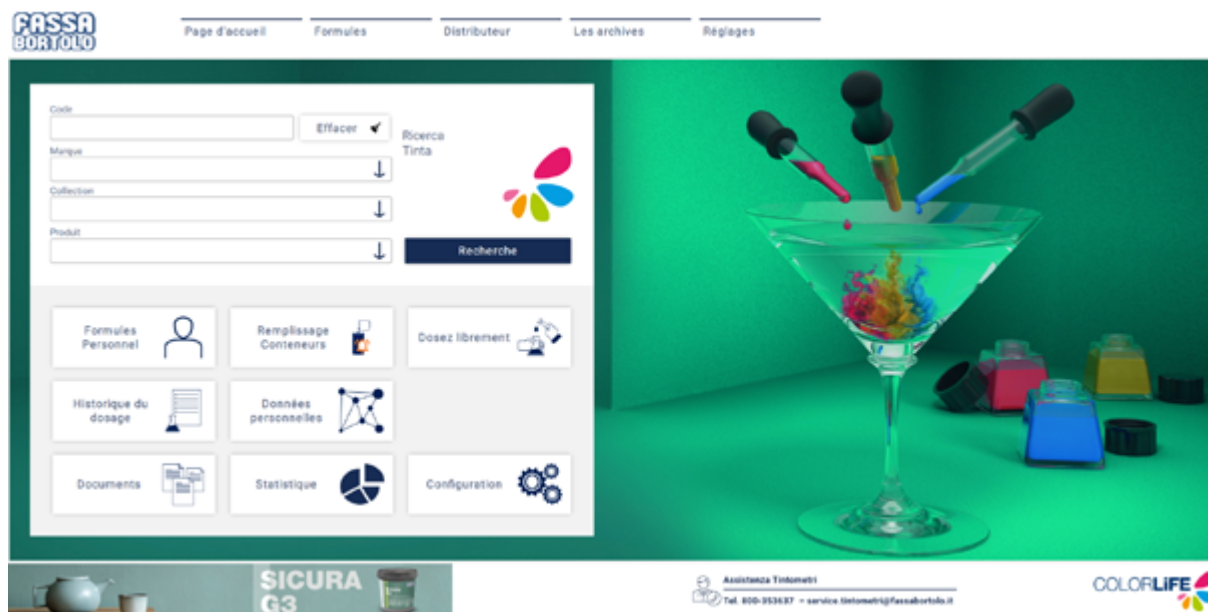 FASSA
BORTOLO
Page d'accueil
Formules
Distributeur
Les archives
Réglages
Code
Effacer
Ricerca
Tinta
Marque
Collection
Produit
Recherche
Formules
Personnel
Remplissage
Conteneurs
Dosez librement
Historique du
dosage
Données
personnelles
Documents
Statistique
Configuration
SICURA
G3
Assistenza Tintometri
Tel. 800-353637 - service.tintometri@fassabortolo.it
COLORLiFE